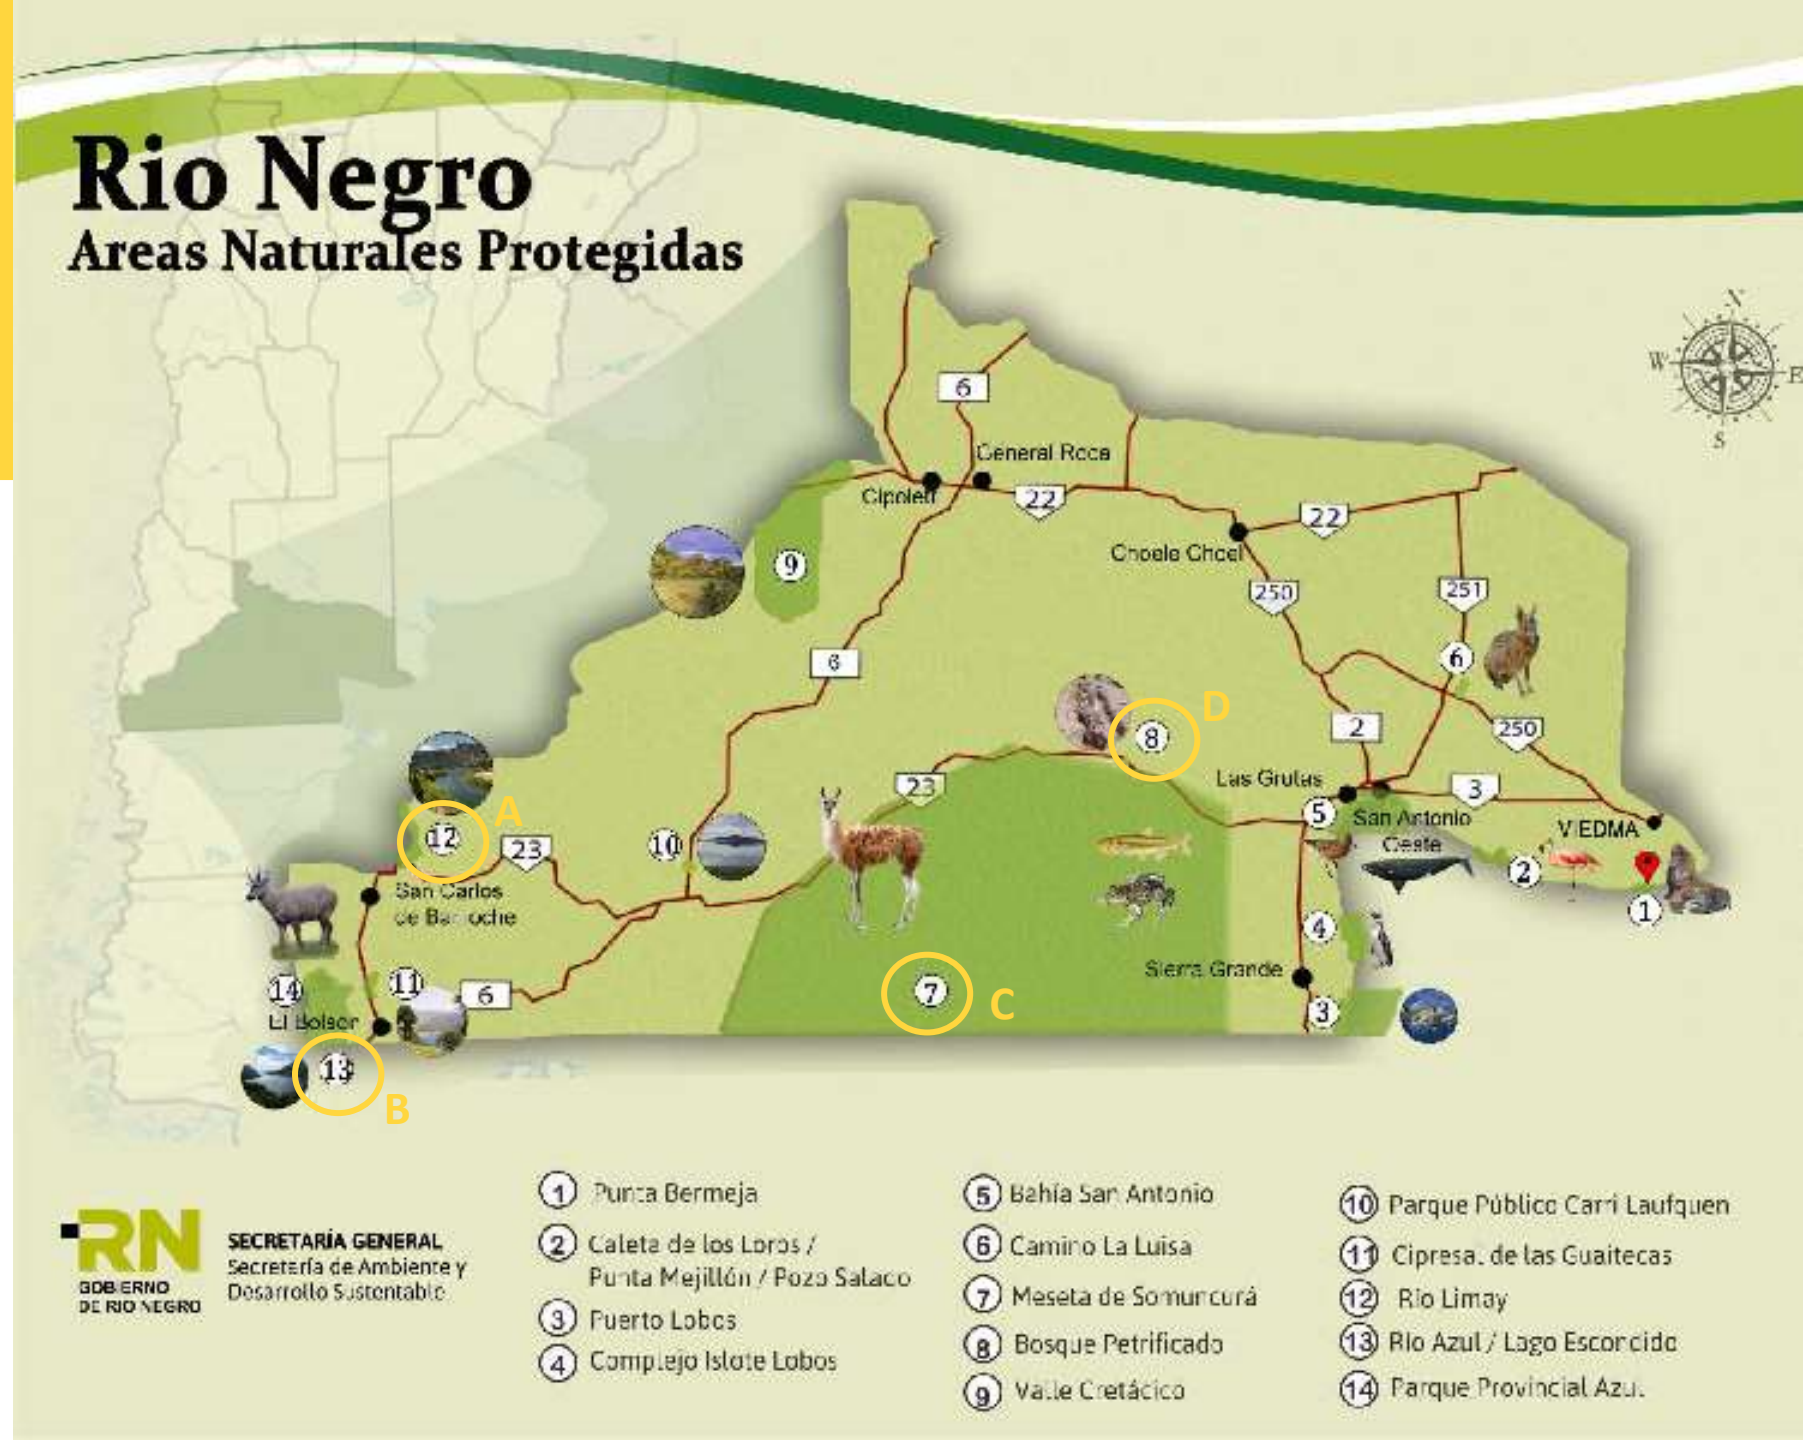 Rio Negro
Areas Naturales Protegidas
N
W
E
S
6
General Roca
22
22
Choele Choel
9
250
251
6
6
D
8
2
250
23
Las Grutas
3
A
12
23
10
5
San Antonio
Oeste
VIEDMA
2
1
San Carlos
de Bariloche
4
Sierra Grande
14
11
6
7
C
3
El Bolson
13
B
RN
GOBIERNO
DE RIO NEGRO
SECRETARÍA GENERAL
Secretaría de Ambiente y
Desarrollo Sustentable
1 Punta Bermeja
2 Caleta de los Loros /
Punta Mejillón / Pozo Salado
3 Puerto Lobos
4 Complejo Islote Lobos
5 Bahía San Antonio
6 Camino La Luisa
7 Meseta de Somuncurá
8 Bosque Petrificado
9 Valle Cretácico
10 Parque Público Carri Laufquen
11 Cipresal de las Guaitecas
12 Río Limay
13 Río Azul / Lago Escondido
14 Parque Provincial Azul